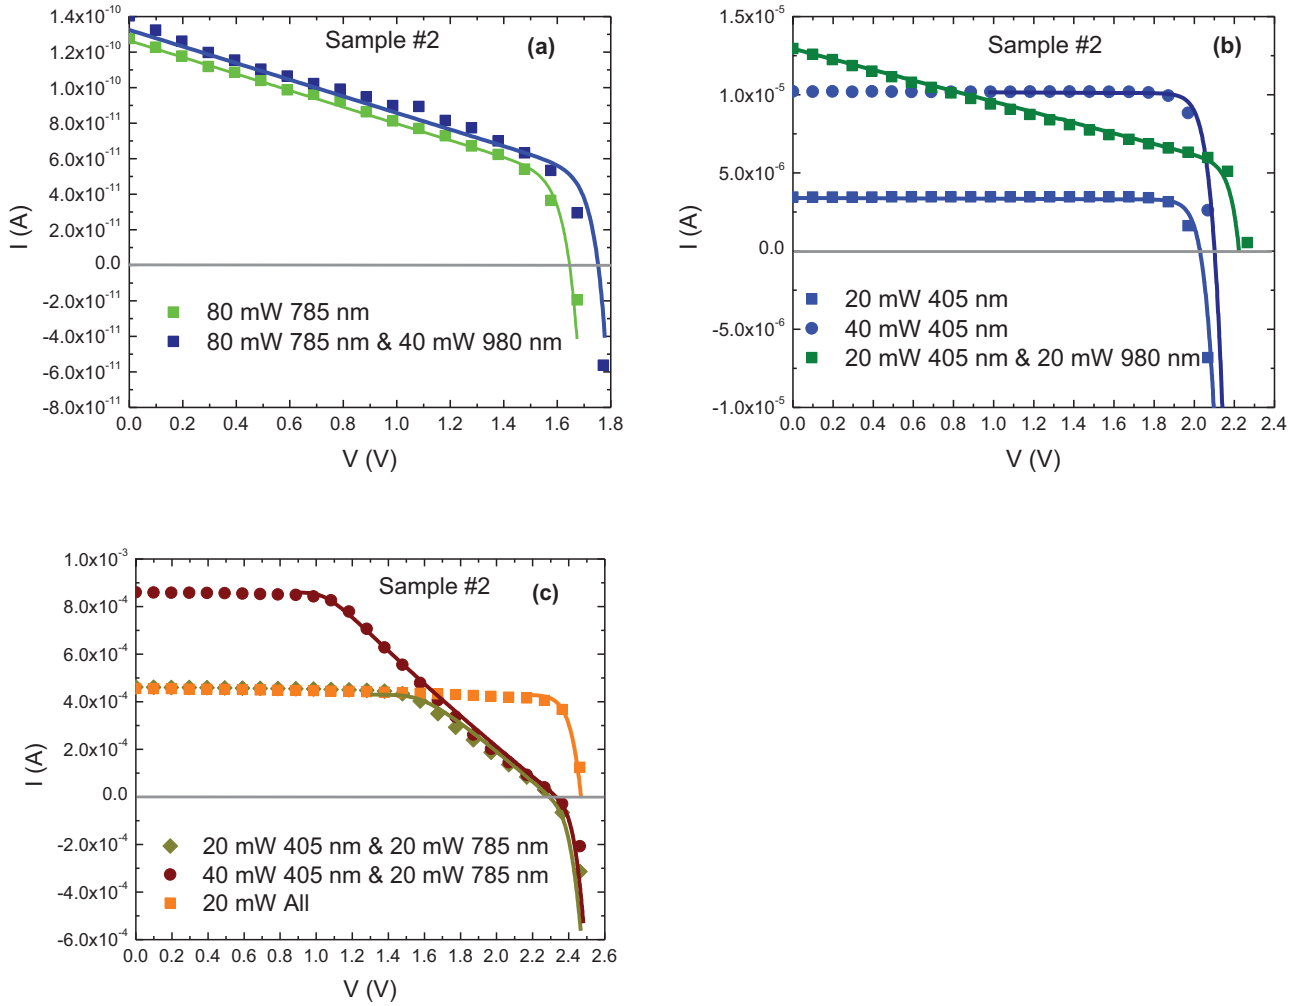 Sample #2
(a)
I (A)
1.4x10⁻¹⁰
1.2x10⁻¹⁰
1.0x10⁻¹⁰
8.0x10⁻¹¹
6.0x10⁻¹¹
4.0x10⁻¹¹
2.0x10⁻¹¹
0.0
-2.0x10⁻¹¹
-4.0x10⁻¹¹
-6.0x10⁻¹¹
-8.0x10⁻¹¹
80 mW 785 nm
80 mW 785 nm & 40 mW 980 nm
0.0 0.2 0.4 0.6 0.8 1.0 1.2 1.4 1.6 1.8
V (V)
Sample #2
(b)
I (A)
1.5x10⁻⁵
1.0x10⁻⁵
5.0x10⁻⁶
0.0
-5.0x10⁻⁶
-1.0x10⁻⁵
20 mW 405 nm
40 mW 405 nm
20 mW 405 nm & 20 mW 980 nm
0.0 0.2 0.4 0.6 0.8 1.0 1.2 1.4 1.6 1.8 2.0 2.2 2.4
V (V)
Sample #2
(c)
I (A)
1.0x10⁻³
8.0x10⁻⁴
6.0x10⁻⁴
4.0x10⁻⁴
2.0x10⁻⁴
0.0
-2.0x10⁻⁴
-4.0x10⁻⁴
-6.0x10⁻⁴
20 mW 405 nm & 20 mW 785 nm
40 mW 405 nm & 20 mW 785 nm
20 mW All
0.0 0.2 0.4 0.6 0.8 1.0 1.2 1.4 1.6 1.8 2.0 2.2 2.4 2.6
V (V)